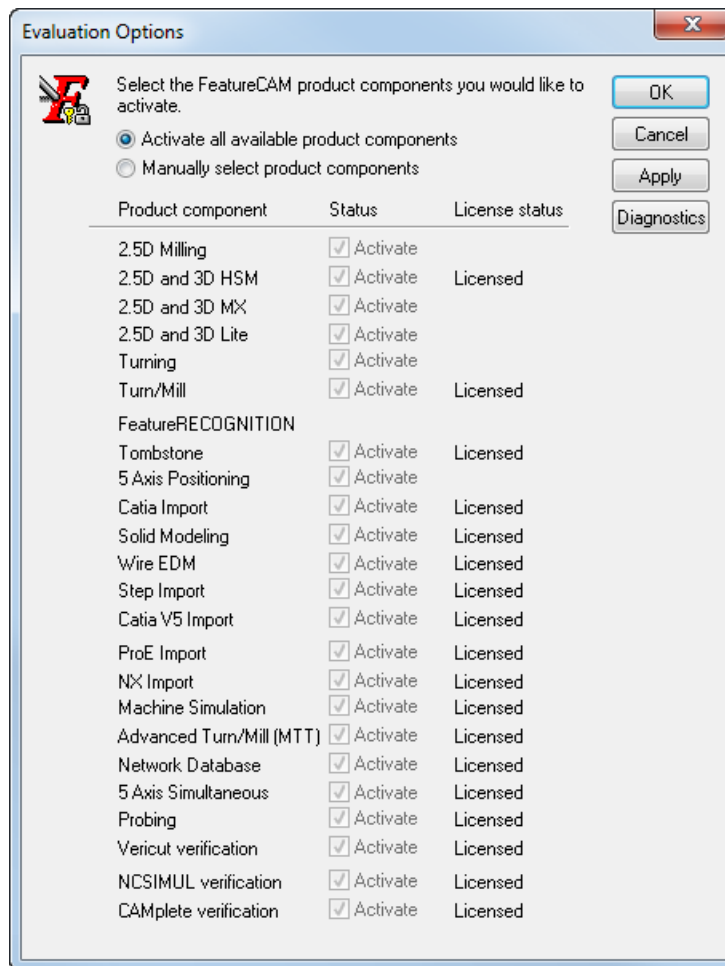 Evaluation Options
Select the FeatureCAM product components you would like to
activate.
OK
Activate all available product components
Cancel
Manually select product components
Apply
Product component Status License status
Diagnostics
2.5D Milling Activate
2.5D and 3D HSM Activate Licensed
2.5D and 3D MX Activate
2.5D and 3D Lite Activate
Turning Activate
Turn/Mill Activate Licensed
FeatureRECOGNITION
Tombstone Activate Licensed
5 Axis Positioning Activate
Catia Import Activate Licensed
Solid Modeling Activate Licensed
Wire EDM Activate Licensed
Step Import Activate Licensed
Catia V5 Import Activate Licensed
ProE Import Activate Licensed
NX Import Activate Licensed
Machine Simulation Activate Licensed
Advanced Turn/Mill (MTT) Activate Licensed
Network Database Activate Licensed
5 Axis Simultaneous Activate Licensed
Probing Activate Licensed
Vericut verification Activate Licensed
NCSIMUL verification Activate Licensed
CAMplete verification Activate Licensed